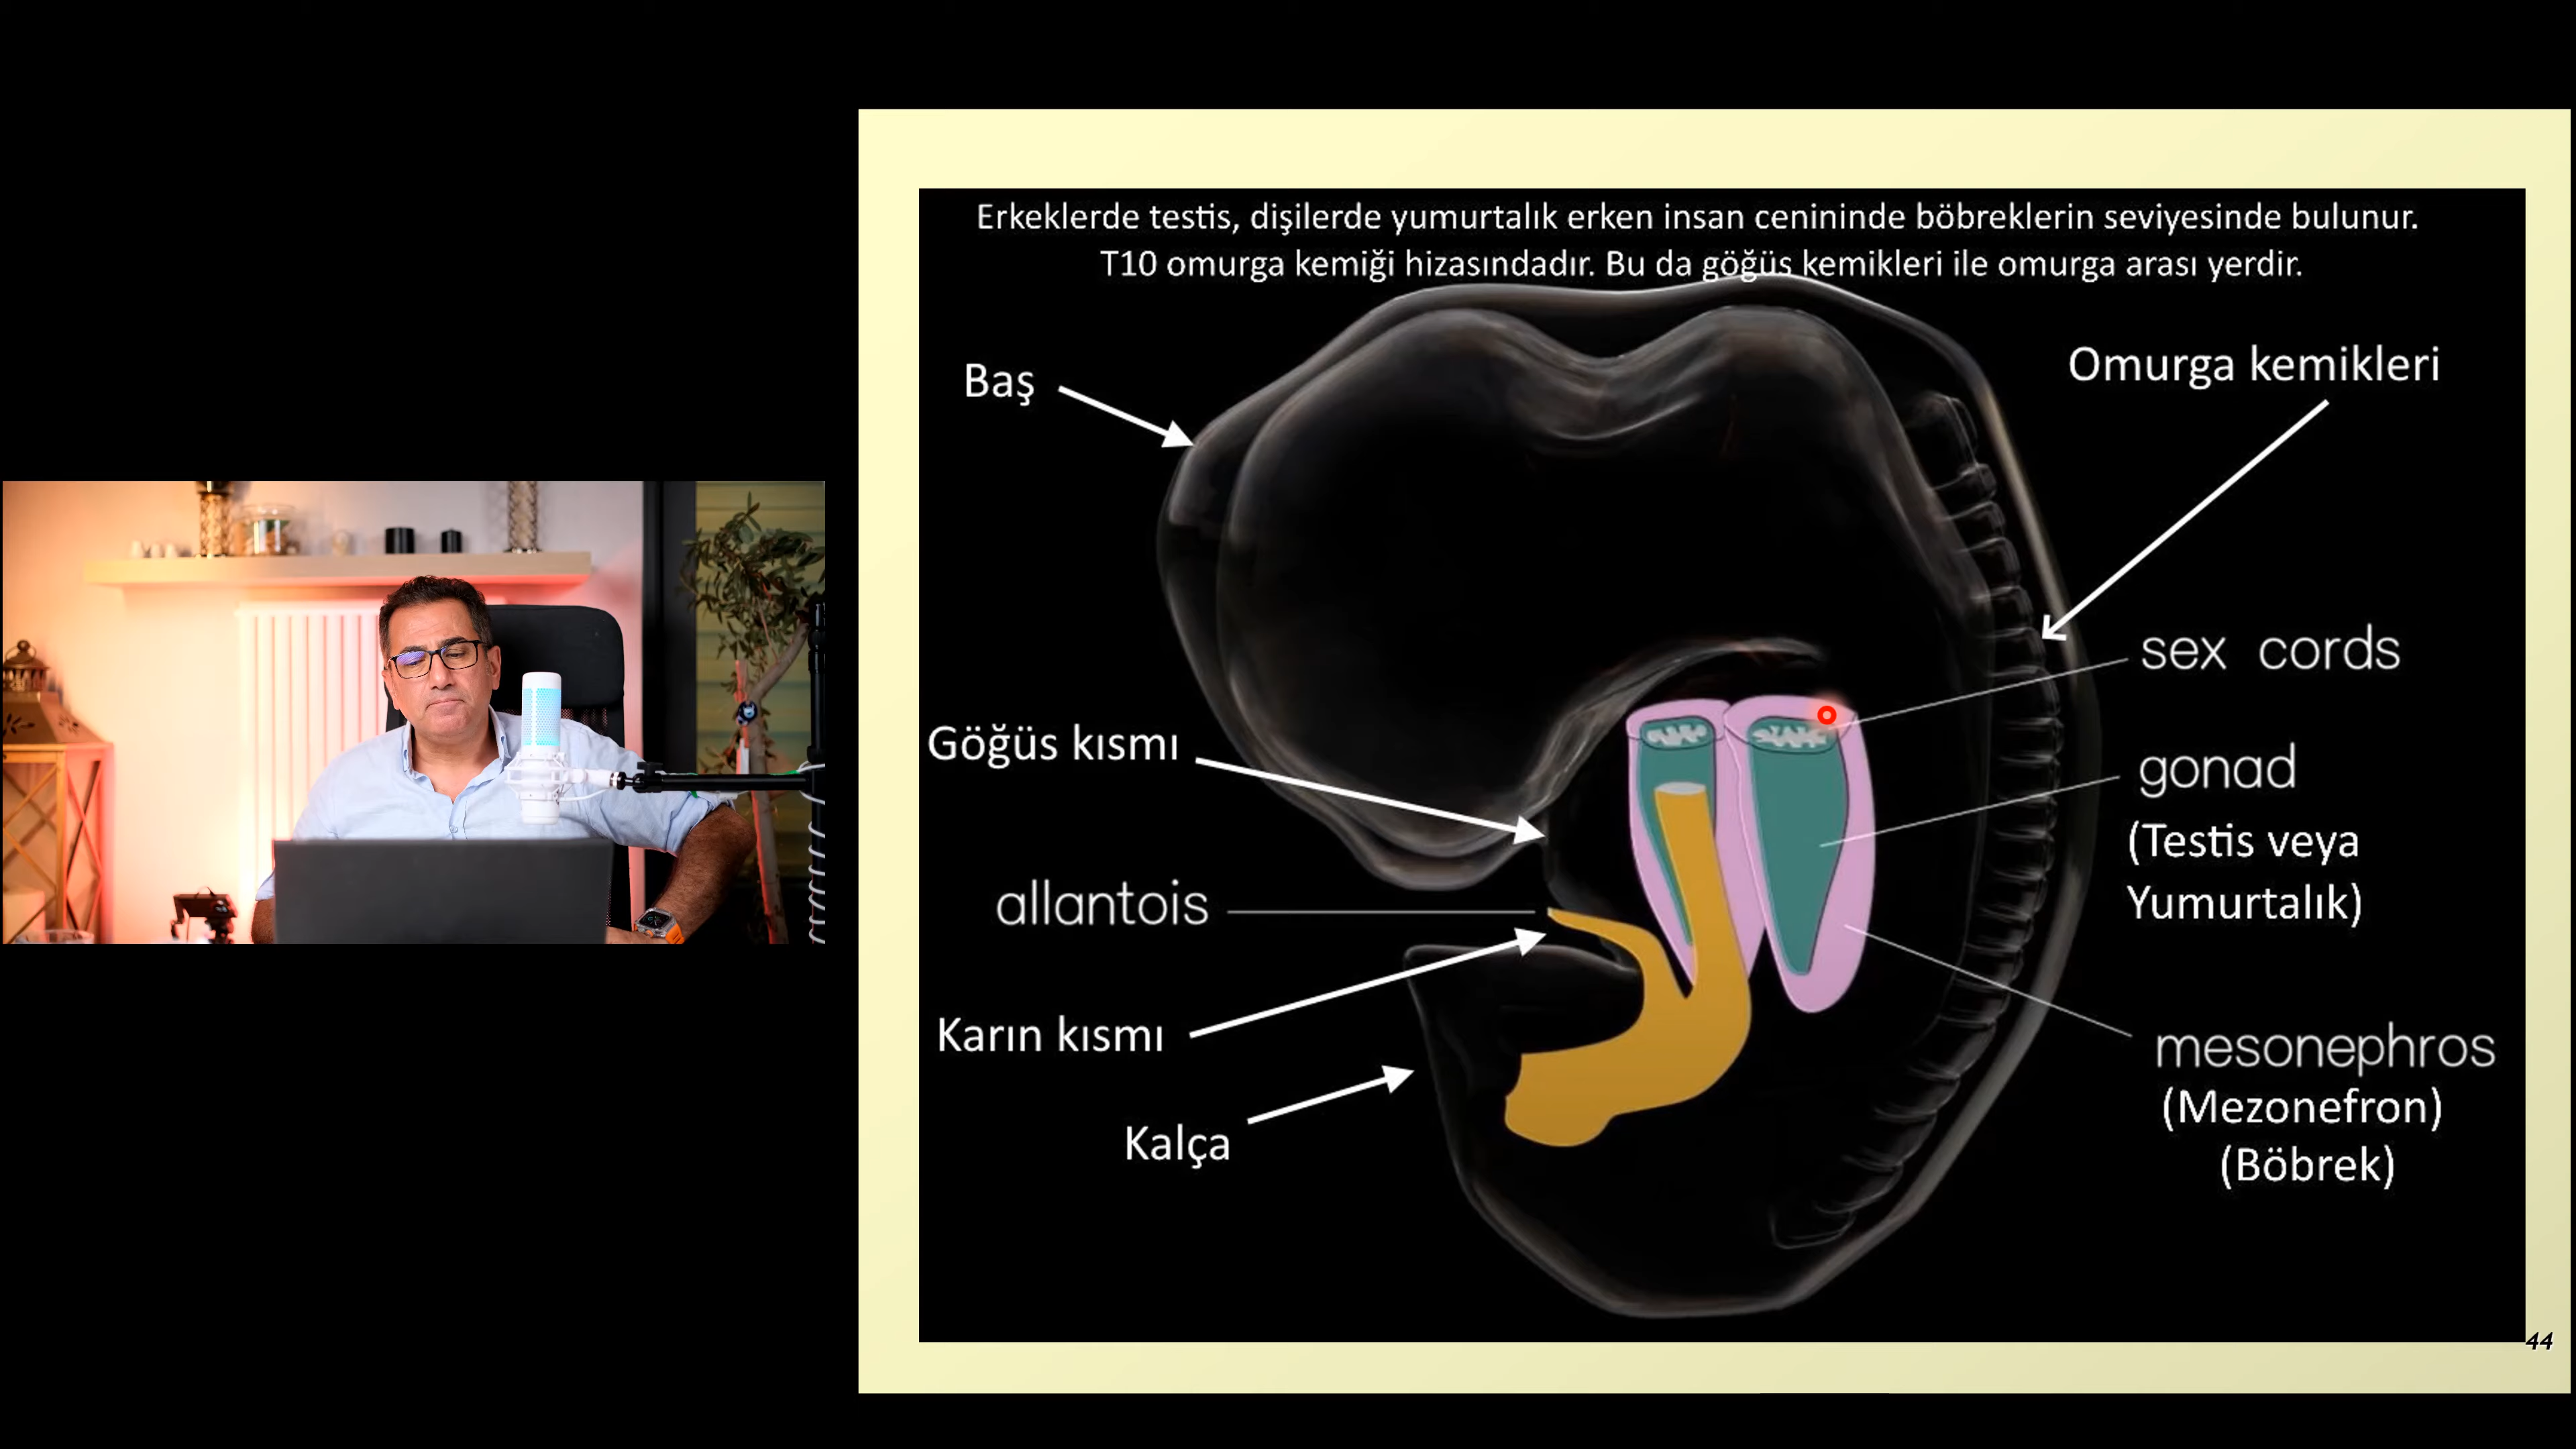 Erkeklerde testis, dişilerde yumurtalık erken insan cenininde böbreklerin seviyesinde bulunur.
T10 omurga kemiği hizasındadır. Bu da göğüs kemikleri ile omurga arası yerdir.
Baş
Omurga kemikleri
sex cords
Göğüs kısmı
gonad
(Testis veya
Yumurtalık)
allantois
Karın kısmı
mesonephros
(Mezonefron)
(Böbrek)
Kalça
44